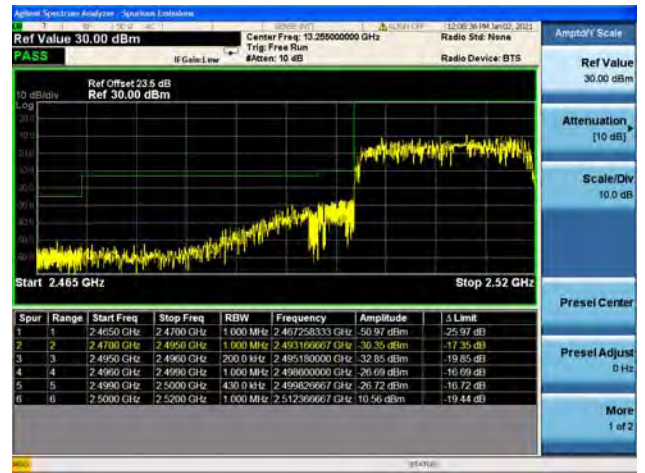 Agilent Spectrum Analyzer - Spurious Emissions
12:08:36 PM Jan 02, 2021
Ref Value 30.00 dBm
Center Freq: 13.255000000 GHz
Radio Std: None
Trig: Free Run
PASS
IFGain:Low
#Atten: 10 dB
Radio Device: BTS
Ref Offset 23.5 dB
10 dB/div
Ref 30.00 dBm
Log
Start 2.465 GHz
Stop 2.52 GHz
Spur Range Start Freq Stop Freq RBW Frequency Amplitude Δ Limit
1 1 2.4650 GHz 2.4700 GHz 1.000 MHz 2.467258333 GHz -50.97 dBm -25.97 dB
2 2 2.4700 GHz 2.4950 GHz 1.000 MHz 2.493166667 GHz -30.35 dBm -17.35 dB
3 3 2.4950 GHz 2.4960 GHz 200.0 kHz 2.495180000 GHz -32.85 dBm -19.85 dB
4 4 2.4960 GHz 2.4990 GHz 1.000 MHz 2.498600000 GHz -26.69 dBm -16.69 dB
5 5 2.4990 GHz 2.5000 GHz 430.0 kHz 2.499826667 GHz -26.72 dBm -16.72 dB
6 6 2.5000 GHz 2.5200 GHz 1.000 MHz 2.512366667 GHz 10.56 dBm -19.44 dB
MSG
STATUS
Amptd/Y Scale
Ref Value
30.00 dBm
Attenuation
[10 dB]
Scale/Div
10.0 dB
Presel Center
Presel Adjust
0 Hz
More
1 of 2